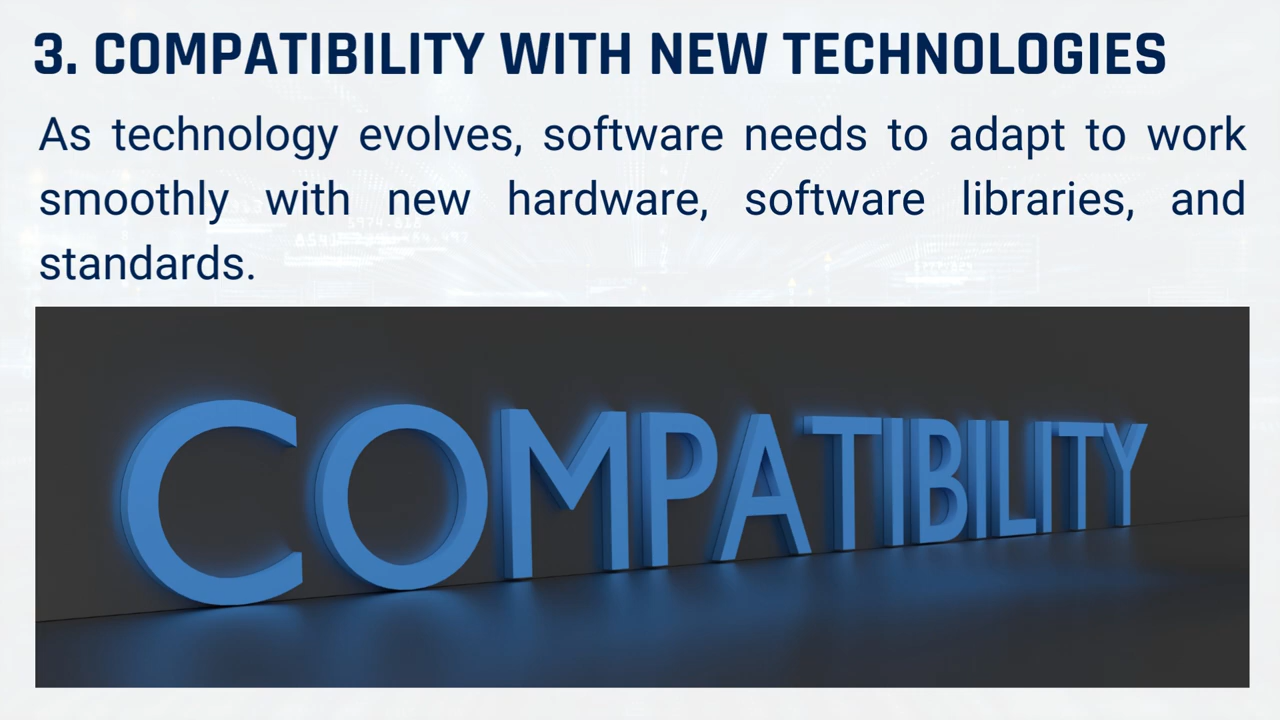 3. COMPATIBILITY WITH NEW TECHNOLOGIES
As technology evolves, software needs to adapt to work
smoothly with new hardware, software libraries, and
standards.
COMPATIBILITY